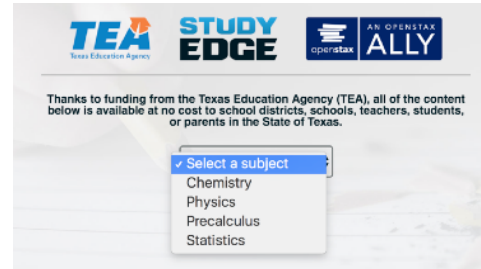 TEA
Texas Education Agency
STUDY
EDGE
openstax
AN OPENSTAX
ALLY
Thanks to funding from the Texas Education Agency (TEA), all of the content
below is available at no cost to school districts, schools, teachers, students,
or parents in the State of Texas.
✓ Select a subject
Chemistry
Physics
Precalculus
Statistics